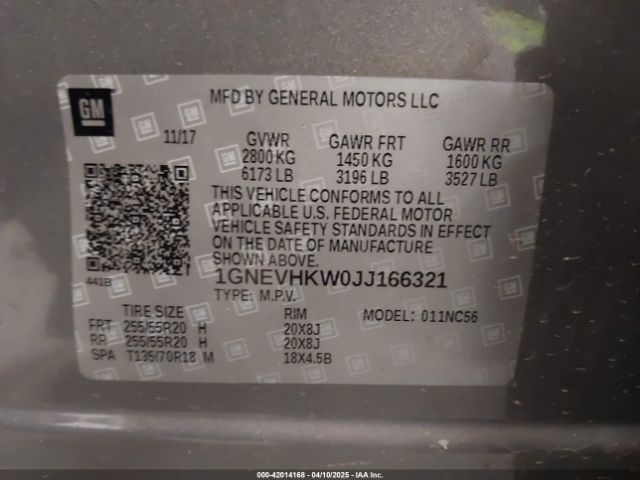 GM
MFD BY GENERAL MOTORS LLC
11/17
GVWR GAWR FRT GAWR RR
2800 KG 1450 KG 1600 KG
6173 LB 3196 LB 3527 LB
THIS VEHICLE CONFORMS TO ALL
APPLICABLE U.S. FEDERAL MOTOR
VEHICLE SAFETY STANDARDS IN EFFECT
ON THE DATE OF MANUFACTURE
SHOWN ABOVE.
441B
1GNEVHKW0JJ166321
TYPE: M.P.V.
TIRE SIZE RIM MODEL: 011NC56
FRT 255/55R20 H 20X8J
RR 255/55R20 H 20X8J
SPA T135/70R18 M 18X4.5B
000-42014168 - 04/10/2025 - IAA Inc.